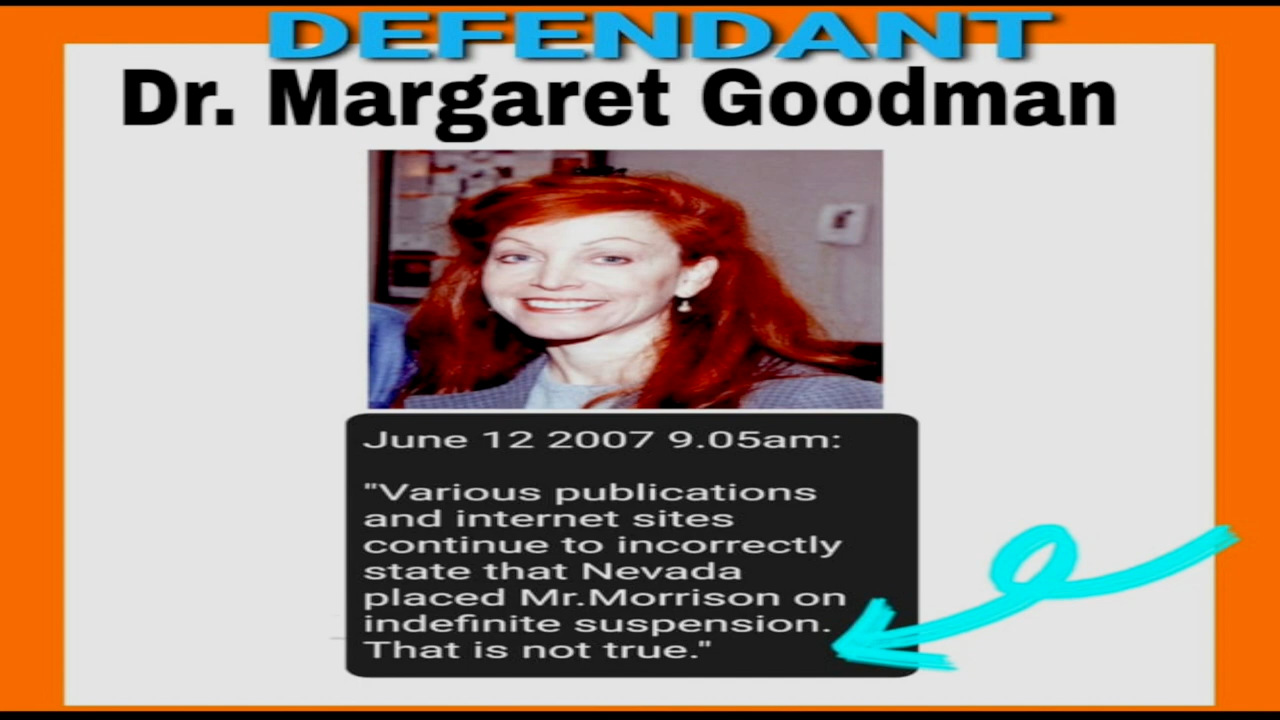 DEFENDANT
Dr. Margaret Goodman
June 12 2007 9.05am:
"Various publications
and internet sites
continue to incorrectly
state that Nevada
placed Mr.Morrison on
indefinite suspension.
That is not true."